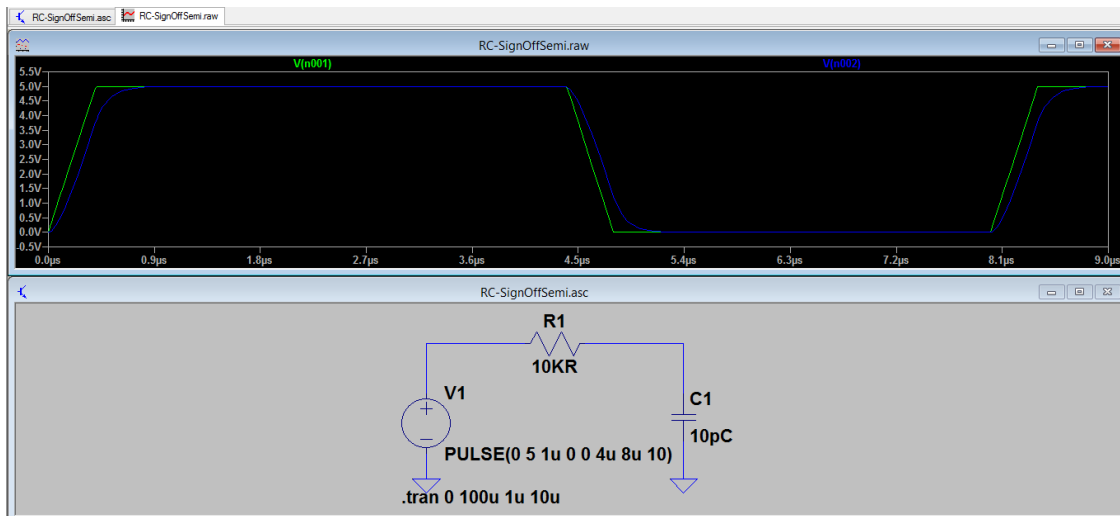 RC-SignOffSemi.asc RC-SignOffSemi.raw
RC-SignOffSemi.raw
V(n001) V(n002)
5.5V
5.0V
4.5V
4.0V
3.5V
3.0V
2.5V
2.0V
1.5V
1.0V
0.5V
0.0V
-0.5V
0.0µs 0.9µs 1.8µs 2.7µs 3.6µs 4.5µs 5.4µs 6.3µs 7.2µs 8.1µs 9.0µs
RC-SignOffSemi.asc
R1
10KR
V1
C1
10pC
PULSE(0 5 1u 0 0 4u 8u 10)
.tran 0 100u 1u 10u